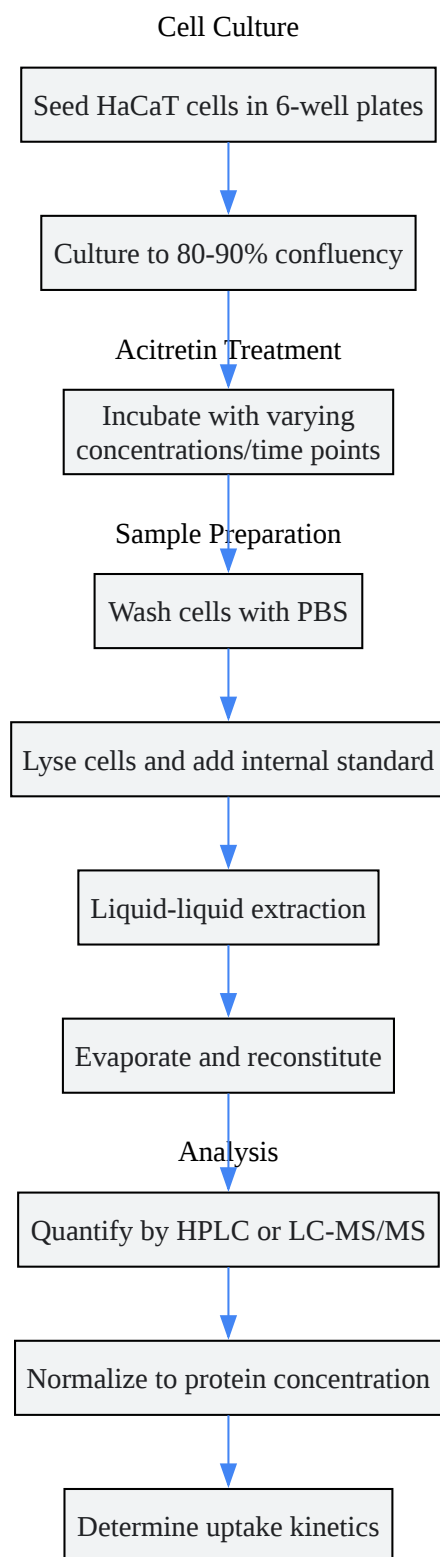 Cell Culture
Seed HaCaT cells in 6-well plates
Culture to 80-90% confluency
Acitretin Treatment
Incubate with varying
concentrations/time points
Sample Preparation
Wash cells with PBS
Lyse cells and add internal standard
Liquid-liquid extraction
Evaporate and reconstitute
Analysis
Quantify by HPLC or LC-MS/MS
Normalize to protein concentration
Determine uptake kinetics